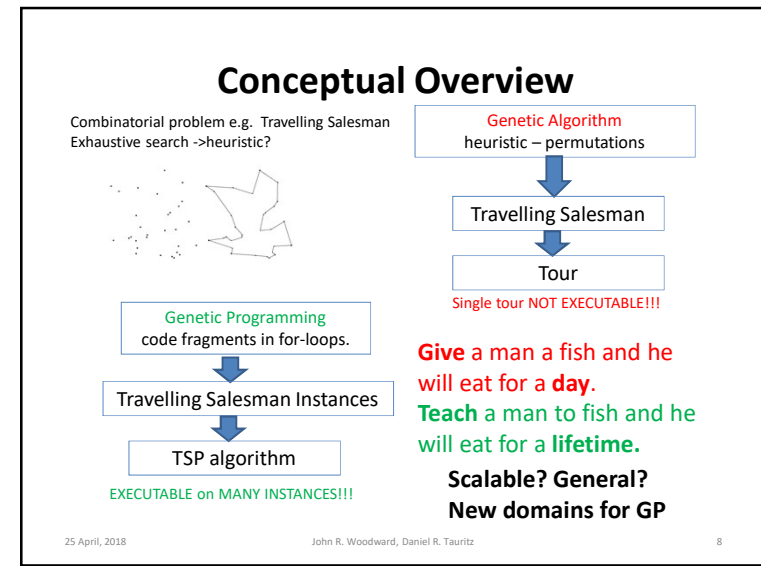 Conceptual Overview
Combinatorial problem e.g. Travelling Salesman
Exhaustive search ->heuristic?
Genetic Algorithm
heuristic – permutations
Travelling Salesman
Tour
Single tour NOT EXECUTABLE!!!
Genetic Programming
code fragments in for-loops.
Travelling Salesman Instances
TSP algorithm
EXECUTABLE on MANY INSTANCES!!!
Give a man a fish and he
will eat for a day.
Teach a man to fish and he
will eat for a lifetime.
Scalable? General?
New domains for GP
25 April, 2018
John R. Woodward, Daniel R. Tauritz
8